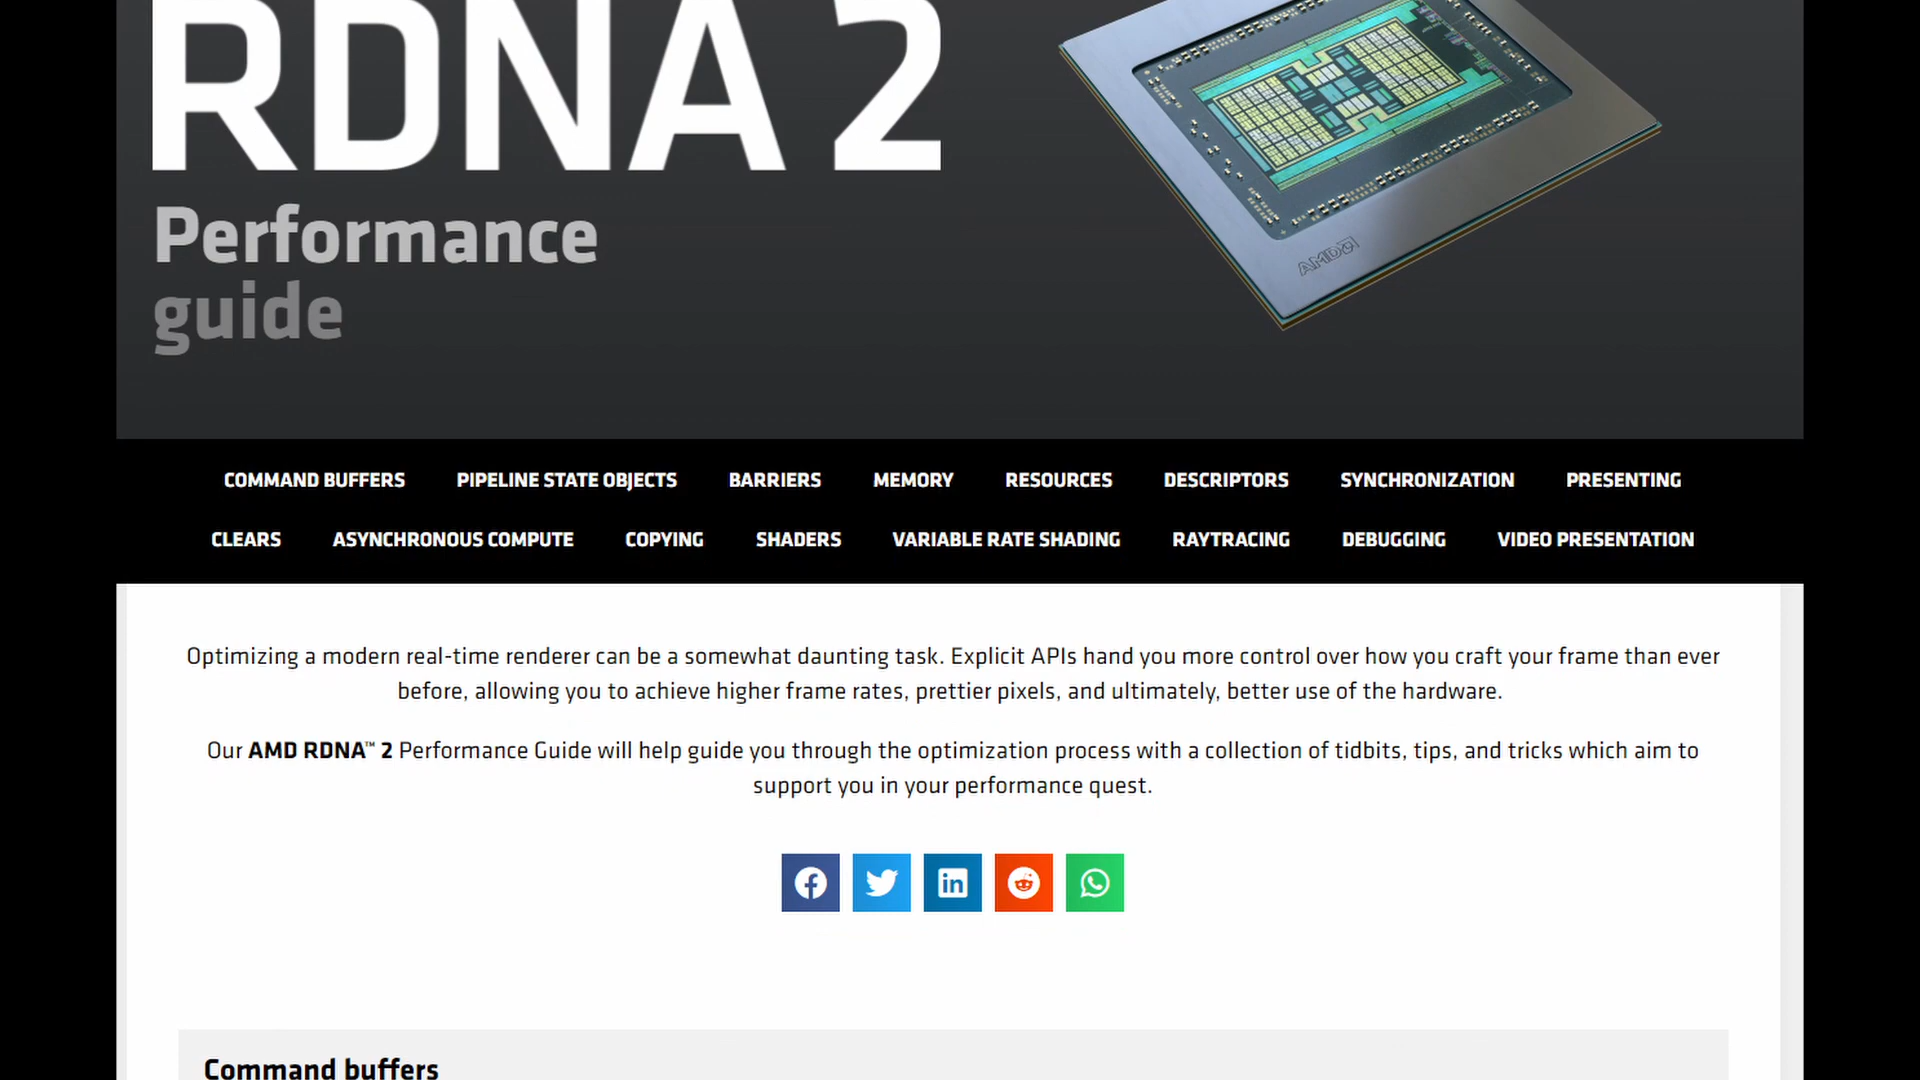 RDNA 2
Performance
guide
AMD
COMMAND BUFFERS PIPELINE STATE OBJECTS BARRIERS MEMORY RESOURCES DESCRIPTORS SYNCHRONIZATION PRESENTING
CLEARS ASYNCHRONOUS COMPUTE COPYING SHADERS VARIABLE RATE SHADING RAYTRACING DEBUGGING VIDEO PRESENTATION
Optimizing a modern real-time renderer can be a somewhat daunting task. Explicit APIs hand you more control over how you craft your frame than ever
before, allowing you to achieve higher frame rates, prettier pixels, and ultimately, better use of the hardware.
Our AMD RDNA™ 2 Performance Guide will help guide you through the optimization process with a collection of tidbits, tips, and tricks which aim to
support you in your performance quest.
in
Command buffers